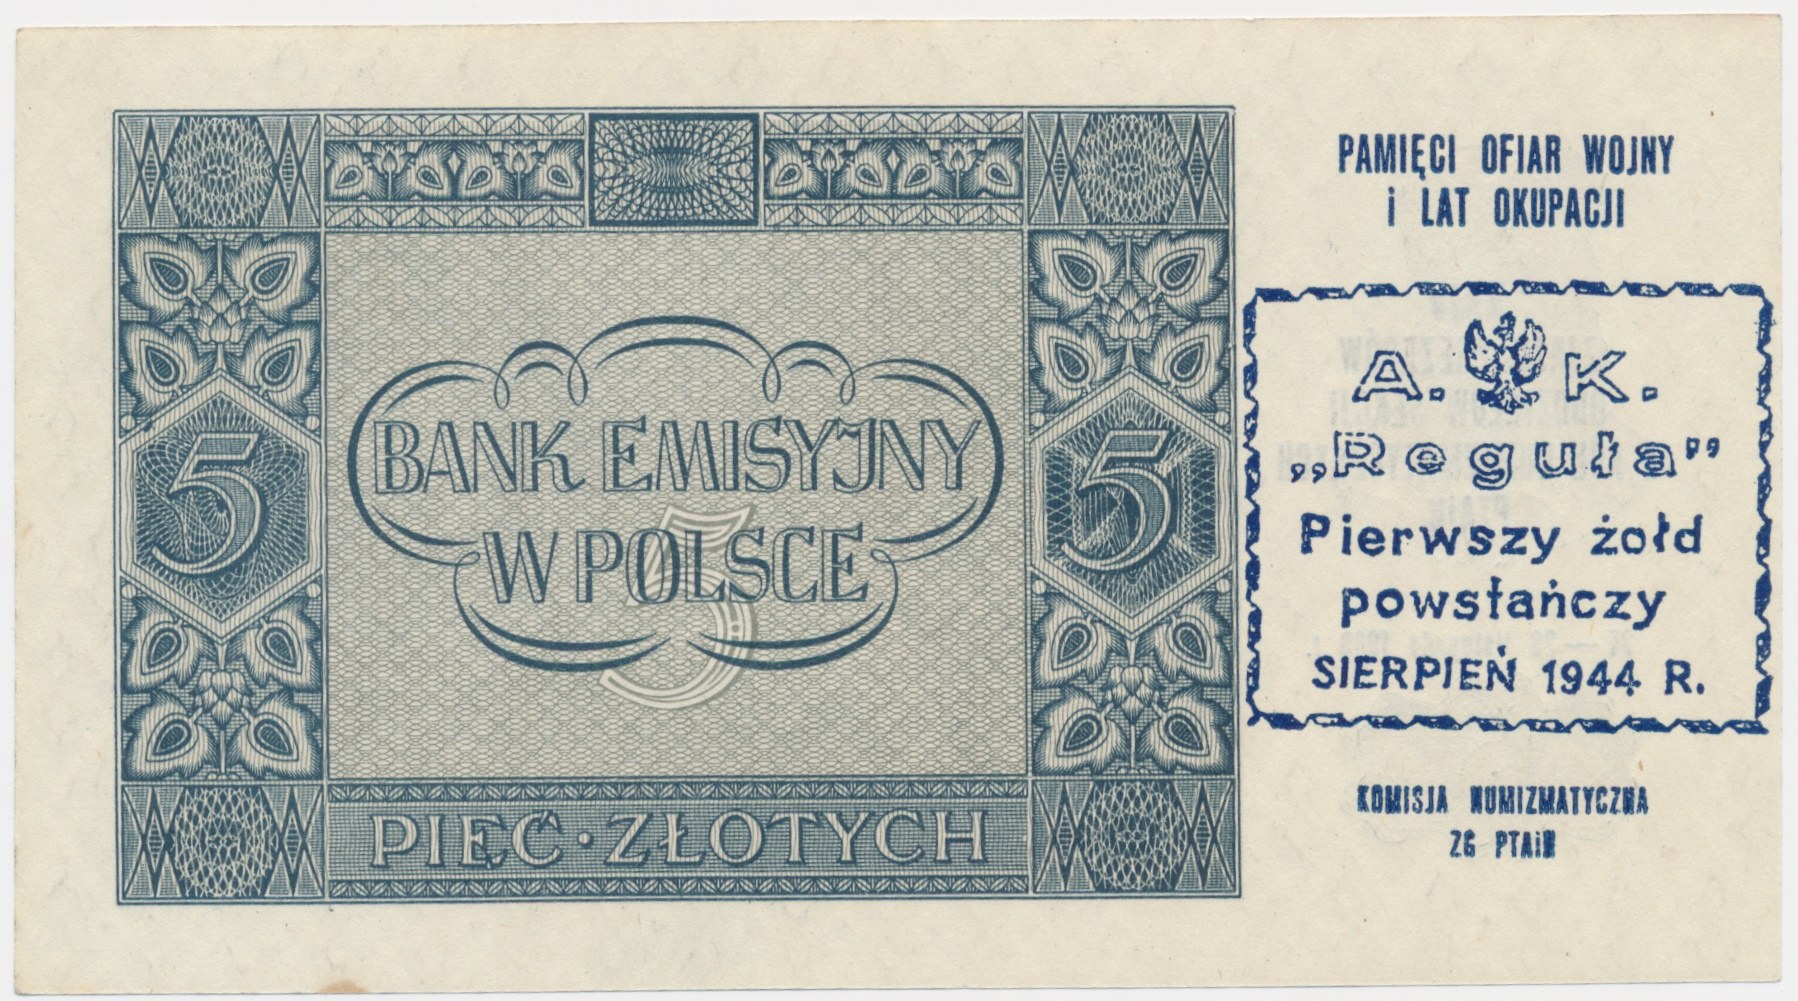 PAMIĘCI OFIAR WOJNY
i LAT OKUPACJI
A. K.
„Reguła”
Pierwszy żołd
powstańczy
SIERPIEŃ 1944 R.
KOMISJA NUMIZMATYCZNA
ZG PTAiN
5
5
BANK EMISYJNY
W POLSCE
5
PIĘĆ · ZŁOTYCH